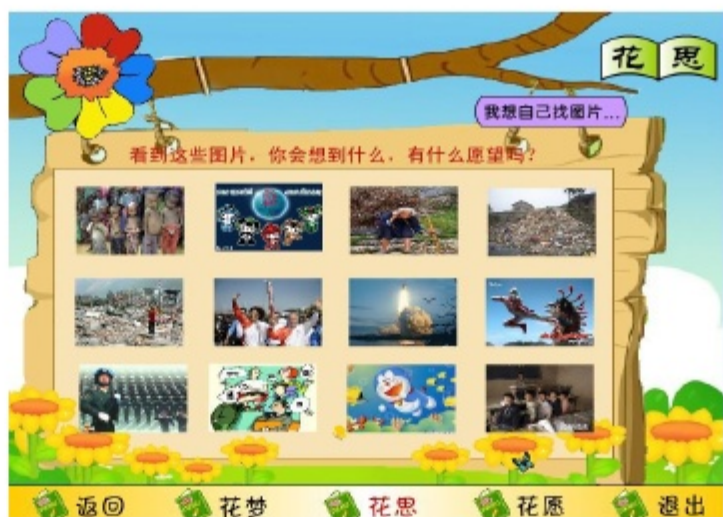 花思
我想自己找图片...
看到这些图片，你会想到什么，有什么愿望吗？
返回
花梦
花思
花愿
退出